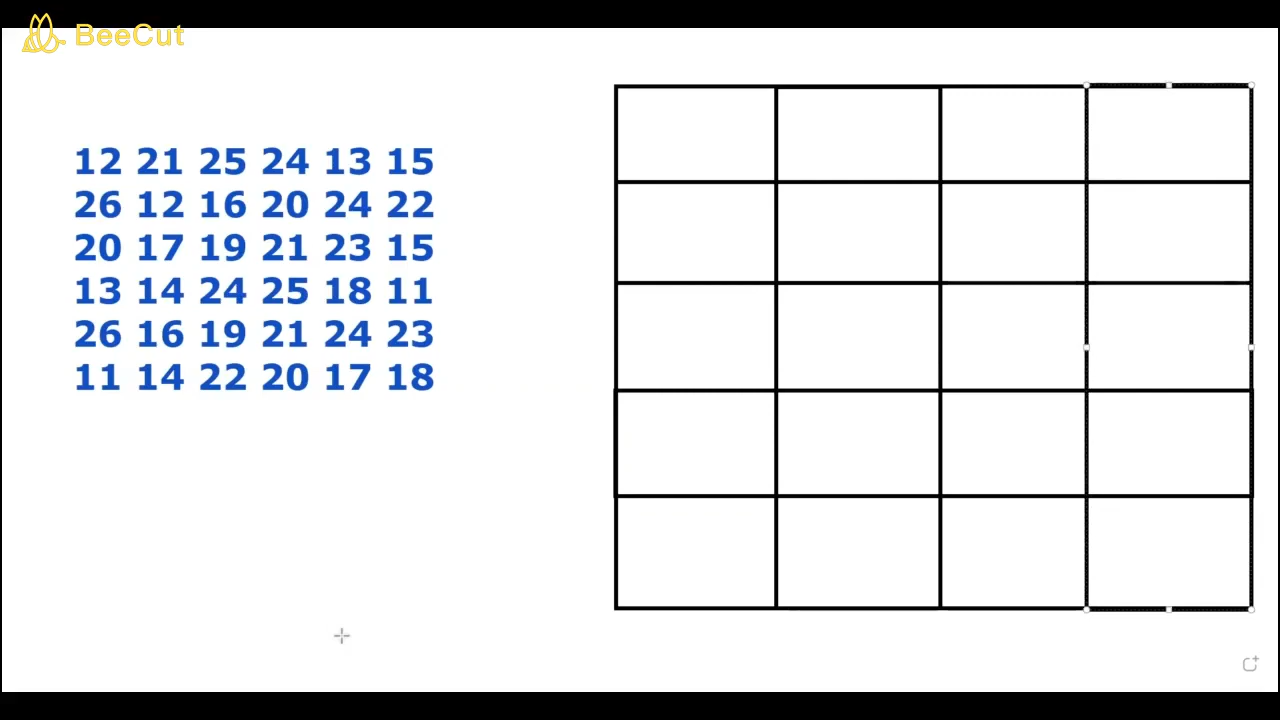 BeeCut
12 21 25 24 13 15
26 12 16 20 24 22
20 17 19 21 23 15
13 14 24 25 18 11
26 16 19 21 24 23
11 14 22 20 17 18